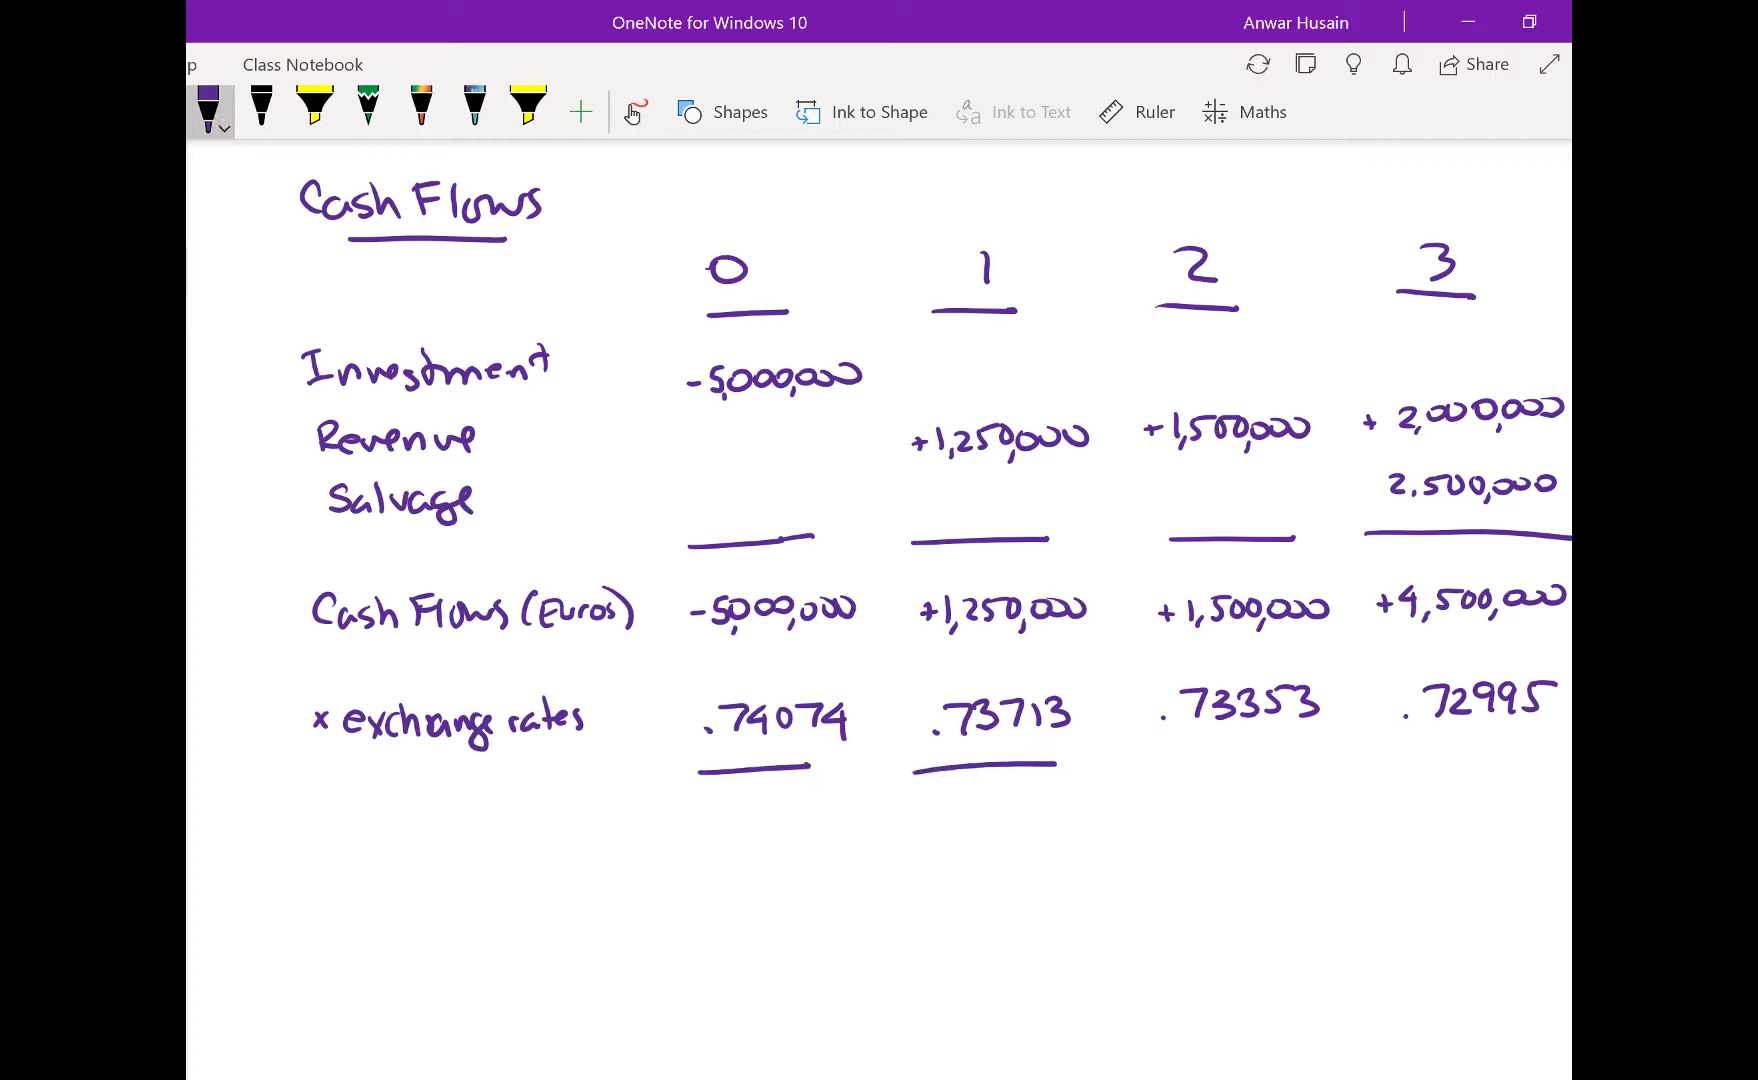 OneNote for Windows 10 Anwar Husain
p Class Notebook Share
Shapes Ink to Shape Ink to Text Ruler Maths
Cash Flows
0 1 2 3
Investment -5,000,000
Revenue +1,250,000 +1,500,000 + 2,000,000
Salvage 2.500,000
Cash Flows (Euros) -5,000,000 +1,250,000 +1,500,000 +4,500,000
x exchange rates .74074 .73713 .73353 .72995